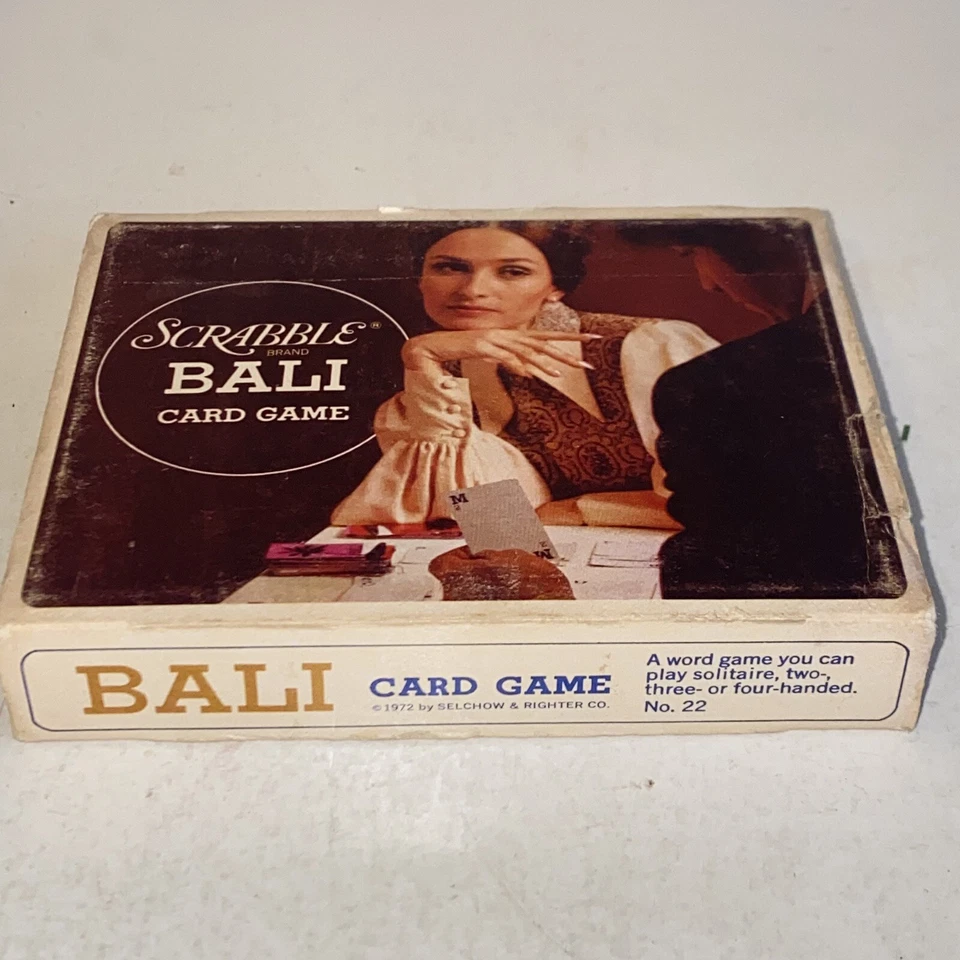 SCRABBLE®
BRAND
BALI
CARD GAME
M
M
BALI
CARD GAME
© 1972 by SELCHOW & RIGHTER CO.
A word game you can
play solitaire, two-,
three- or four-handed.
No. 22